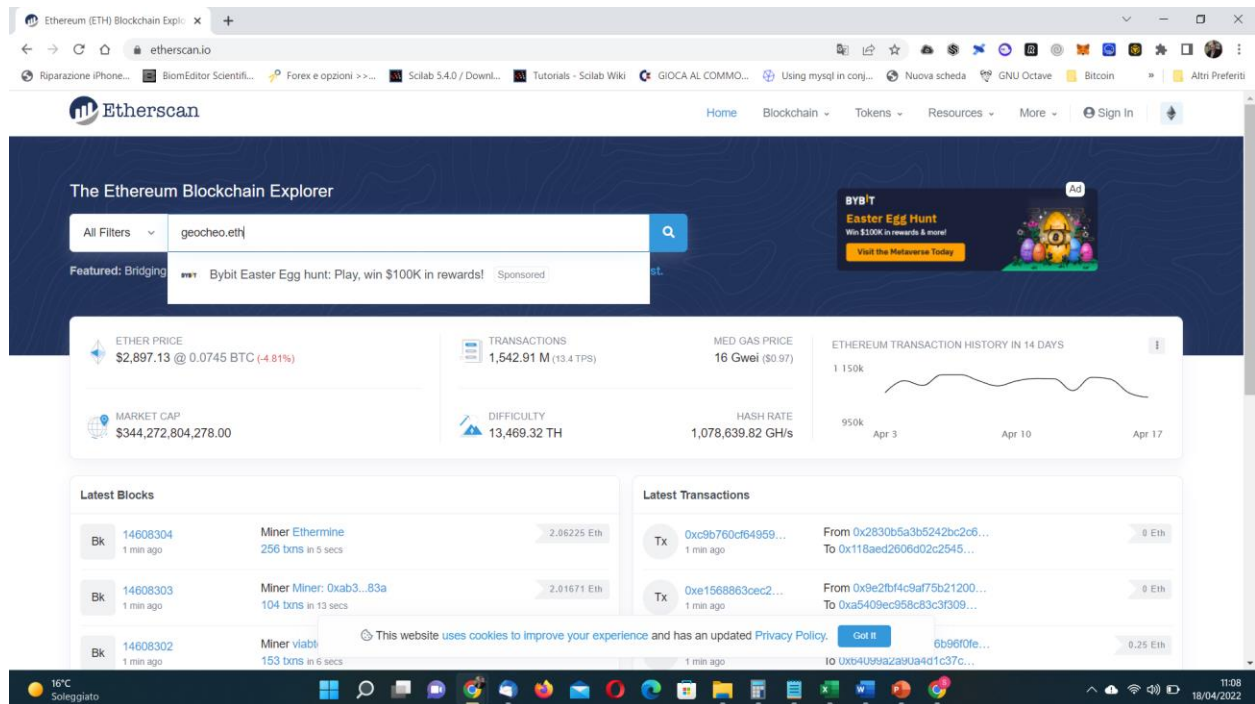 Ethereum (ETH) Blockchain Explo
etherscan.io
Riparazione iPhone...
BiomEditor Scientifi...
Forex e opzioni >>...
Scilab 5.4.0 / Downl...
Tutorials - Scilab Wiki
GIOCA AL COMMO...
Using mysql in conj...
Nuova scheda
GNU Octave
Bitcoin
»
Altri Preferiti
Etherscan
Home
Blockchain
Tokens
Resources
More
Sign In
The Ethereum Blockchain Explorer
All Filters
geocheo.eth
Featured: Bridging
Bybit Easter Egg hunt: Play, win $100K in rewards! Sponsored
st.
Ad
BYBIT
Easter Egg Hunt
Win $100K in rewards & more!
Visit the Metaverse Today
ETHER PRICE
$2,897.13 @ 0.0745 BTC (-4.81%)
TRANSACTIONS
1,542.91 M (13.4 TPS)
MED GAS PRICE
16 Gwei ($0.97)
MARKET CAP
$344,272,804,278.00
DIFFICULTY
13,469.32 TH
HASH RATE
1,078,639.82 GH/s
ETHEREUM TRANSACTION HISTORY IN 14 DAYS
1 150k
950k
Apr 3
Apr 10
Apr 17
Latest Blocks
Bk
14608304
1 min ago
Miner Ethermine
256 txns in 5 secs
2.06225 Eth
Bk
14608303
1 min ago
Miner Miner: 0xab3...83a
104 txns in 13 secs
2.01671 Eth
Bk
14608302
1 min ago
Miner viabt
153 txns in 6 secs
Latest Transactions
Tx
0xc9b760cf64959...
1 min ago
From 0x2830b5a3b5242bc2c6...
To 0x118aed2606d02c2545...
0 Eth
Tx
0xe1568863cec2...
1 min ago
From 0x9e2fbf4c9af75b21200...
To 0xa5409ec958c83c3f309...
0 Eth
1 min ago
6b96f0fe...
To 0xb4099a2a90a4d1c37c...
0.25 Eth
This website uses cookies to improve your experience and has an updated Privacy Policy.
Got It
16°C
Soleggiato
11:08
18/04/2022